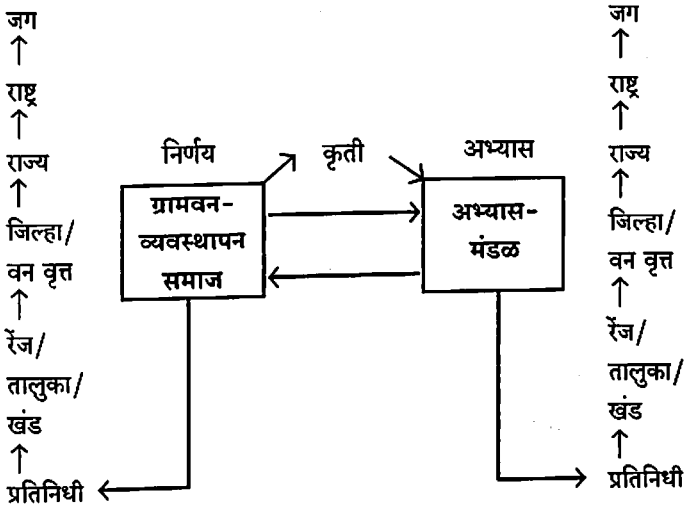 जग
राष्ट्र
राज्य
जिल्हा/
वन वृत्त
रेंज/
तालुका/
खंड
प्रतिनिधी
निर्णय
कृती
अभ्यास
ग्रामवन-
व्यवस्थापन
समाज
अभ्यास-
मंडळ
जग
राष्ट्र
राज्य
जिल्हा/
वन वृत्त
रेंज/
तालुका/
खंड
प्रतिनिधी